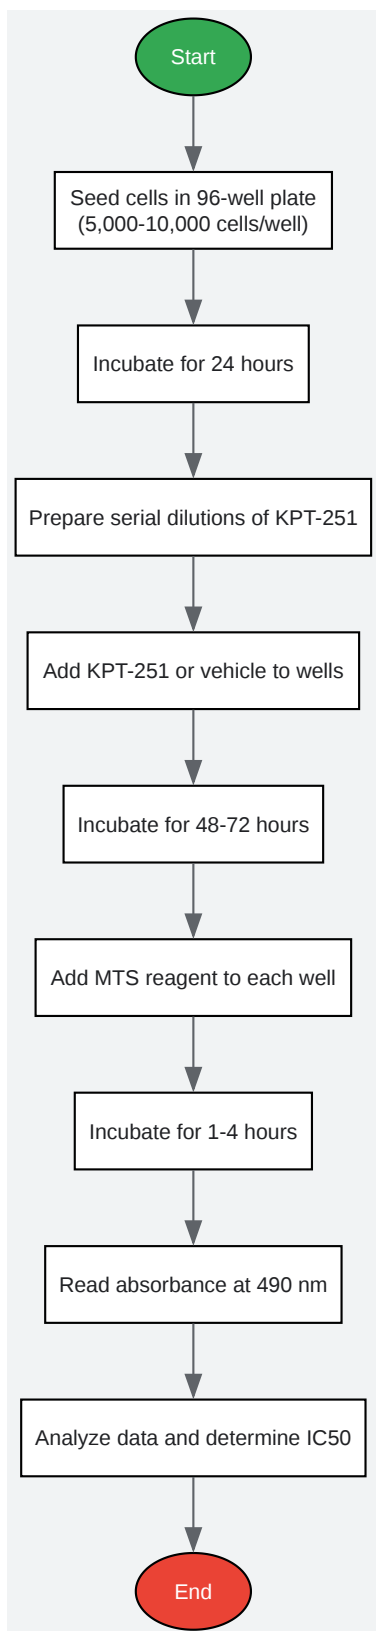 Start
Seed cells in 96-well plate
(5,000-10,000 cells/well)
Incubate for 24 hours
Prepare serial dilutions of KPT-251
Add KPT-251 or vehicle to wells
Incubate for 48-72 hours
Add MTS reagent to each well
Incubate for 1-4 hours
Read absorbance at 490 nm
Analyze data and determine IC50
End